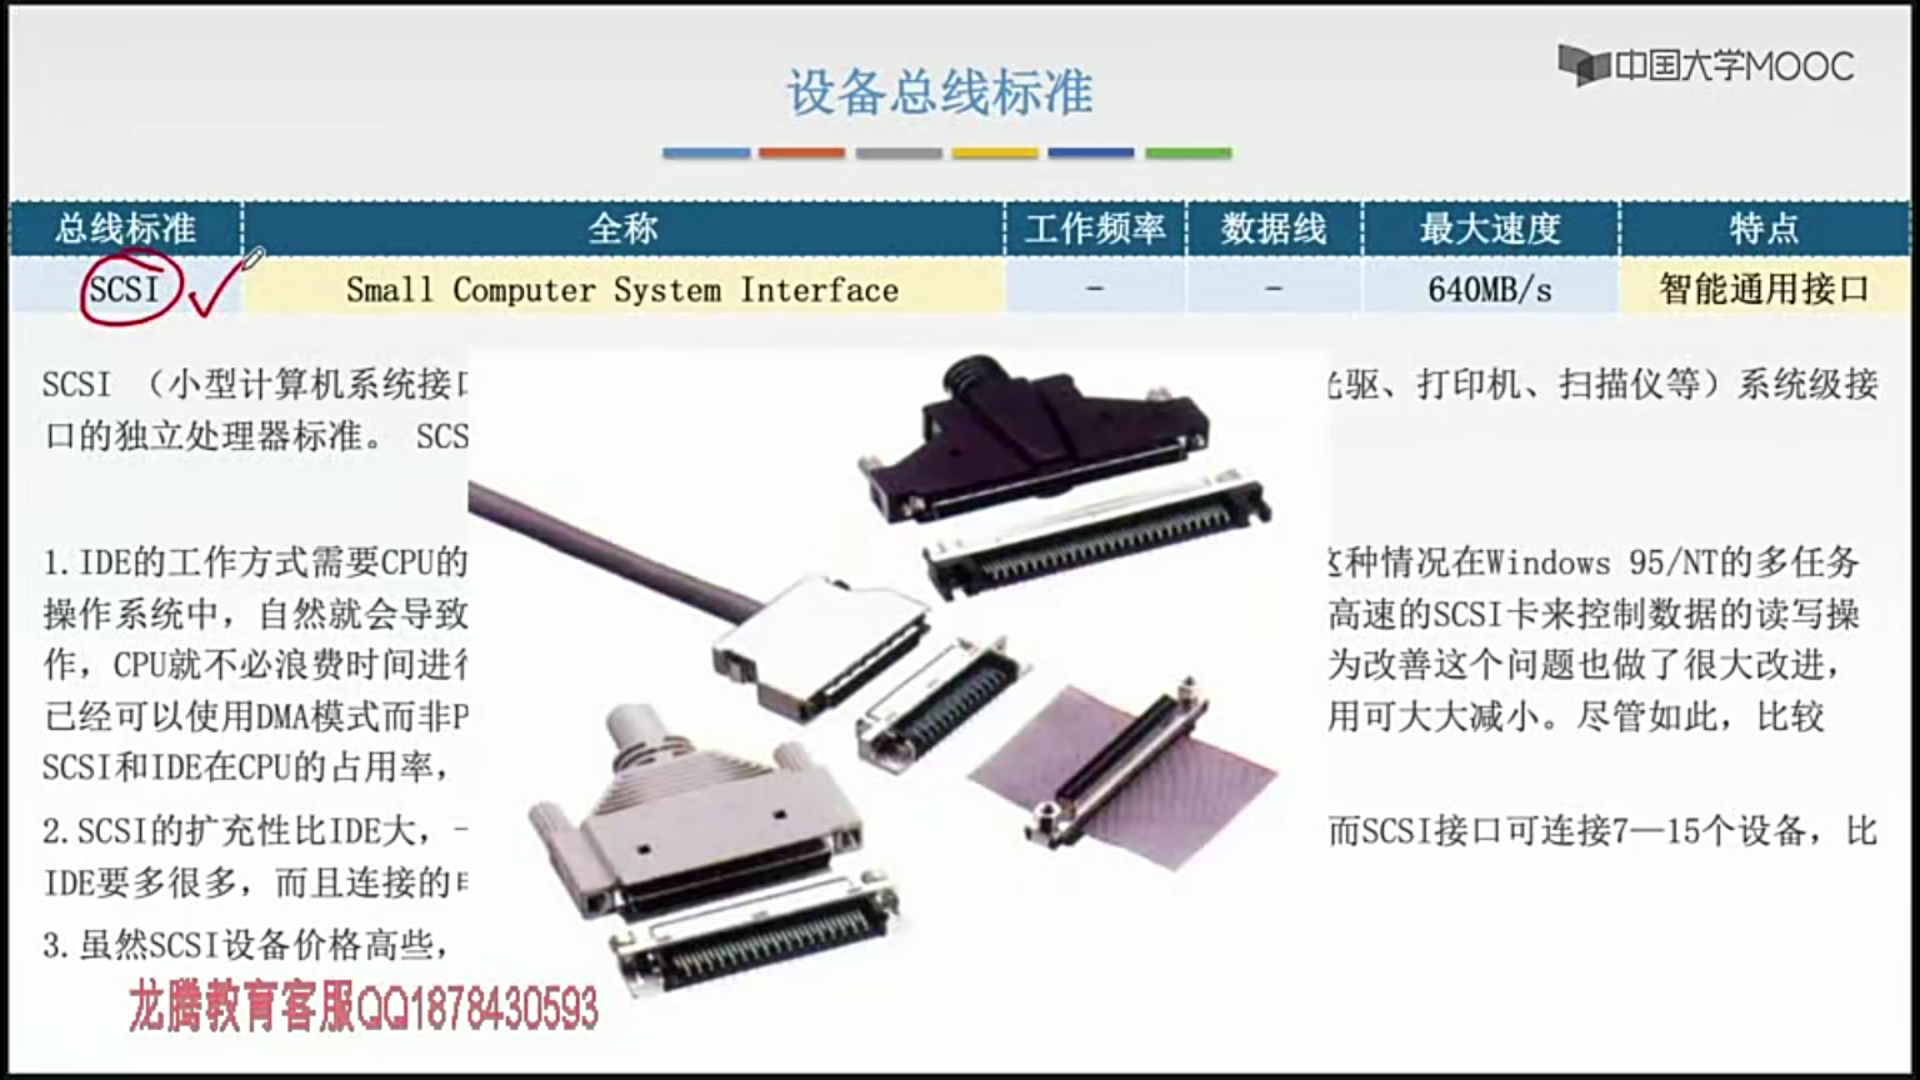 中国大学MOOC
设备总线标准
总线标准 全称 工作频率 数据线 最大速度 特点
SCSI Small Computer System Interface - - 640MB/s 智能通用接口
SCSI （小型计算机系统接 驱、打印机、扫描仪等）系统级接
口的独立处理器标准。 SCS
1.IDE的工作方式需要CPU的 这种情况在Windows 95/NT的多任务
操作系统中，自然就会导致 高速的SCSI卡来控制数据的读写操
作，CPU就不必浪费时间进行 为改善这个问题也做了很大改进，
已经可以使用DMA模式而非P 用可大大减小。尽管如此，比较
SCSI和IDE在CPU的占用率，
2.SCSI的扩充性比IDE大， 而SCSI接口可连接7—15个设备，比
IDE要多很多，而且连接的
3.虽然SCSI设备价格高些，
龙腾教育客服QQ1878430593